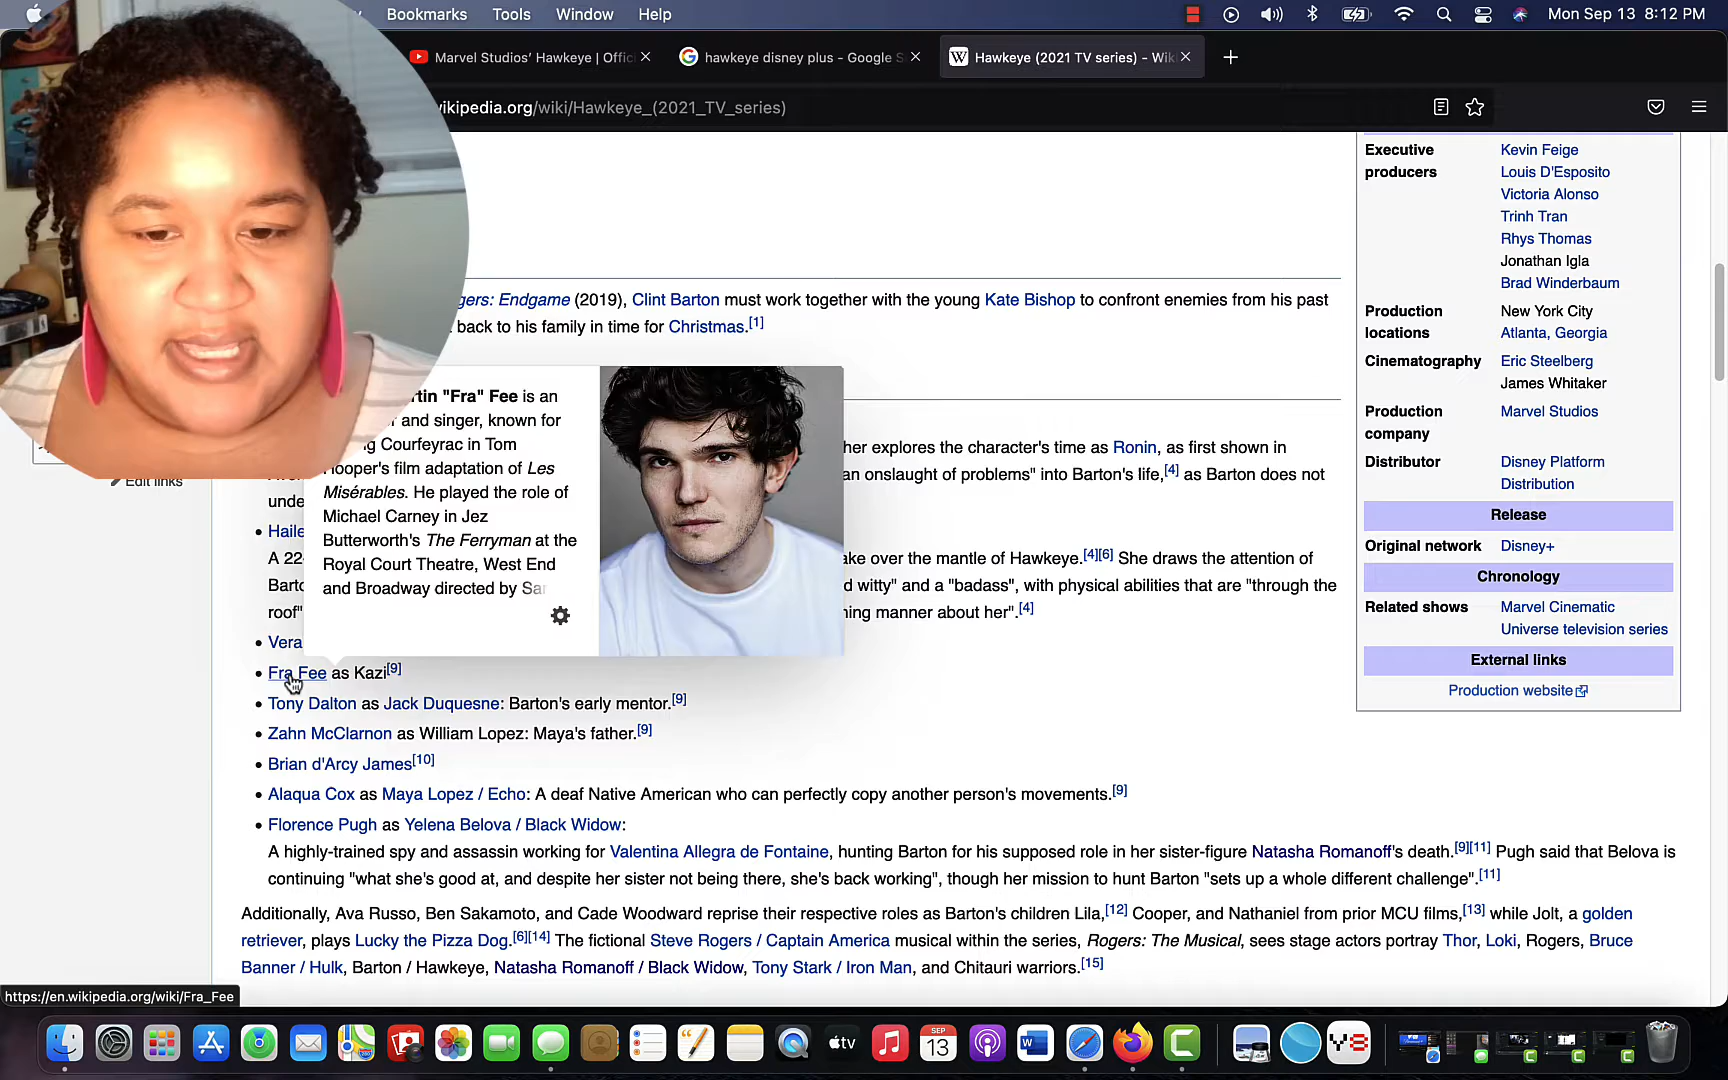 Bookmarks Tools Window Help Mon Sep 13 8:12 PM
Marvel Studios' Hawkeye | Offic
hawkeye disney plus - Google S
Hawkeye (2021 TV series) - Wik
wikipedia.org/wiki/Hawkeye_(2021_TV_series)
Executive producers
Kevin Feige
Louis D'Esposito
Victoria Alonso
Trinh Tran
Rhys Thomas
Jonathan Igla
Brad Winderbaum
Production locations
New York City
Atlanta, Georgia
Cinematography
Eric Steelberg
James Whitaker
Production company
Marvel Studios
Distributor
Disney Platform
Distribution
Release
Original network Disney+
Chronology
Related shows
Marvel Cinematic
Universe television series
External links
Production website
gers: Endgame (2019), Clint Barton must work together with the young Kate Bishop to confront enemies from his past
back to his family in time for Christmas.[1]
"Fra" Fee is an
and singer, known for
Courfeyrac in Tom
Hooper's film adaptation of Les
Misérables. He played the role of
Michael Carney in Jez
Butterworth's The Ferryman at the
Royal Court Theatre, West End
and Broadway directed by Sar
her explores the character's time as Ronin, as first shown in
an onslaught of problems" into Barton's life,[4] as Barton does not
unde
Edit links
Haile
A 22-
ake over the mantle of Hawkeye.[4][6] She draws the attention of
Barto
d witty" and a "badass", with physical abilities that are "through the
roof"
ning manner about her".[4]
Vera
Fra Fee as Kazi[9]
Tony Dalton as Jack Duquesne: Barton's early mentor.[9]
Zahn McClarnon as William Lopez: Maya's father.[9]
Brian d'Arcy James[10]
Alaqua Cox as Maya Lopez / Echo: A deaf Native American who can perfectly copy another person's movements.[9]
Florence Pugh as Yelena Belova / Black Widow:
A highly-trained spy and assassin working for Valentina Allegra de Fontaine, hunting Barton for his supposed role in her sister-figure Natasha Romanoff's death.[9][11] Pugh said that Belova is
continuing "what she's good at, and despite her sister not being there, she's back working", though her mission to hunt Barton "sets up a whole different challenge".[11]
Additionally, Ava Russo, Ben Sakamoto, and Cade Woodward reprise their respective roles as Barton's children Lila,[12] Cooper, and Nathaniel from prior MCU films,[13] while Jolt, a golden
retriever, plays Lucky the Pizza Dog.[6][14] The fictional Steve Rogers / Captain America musical within the series, Rogers: The Musical, sees stage actors portray Thor, Loki, Rogers, Bruce
Banner / Hulk, Barton / Hawkeye, Natasha Romanoff / Black Widow, Tony Stark / Iron Man, and Chitauri warriors.[15]
https://en.wikipedia.org/wiki/Fra_Fee
tv
SEP
13